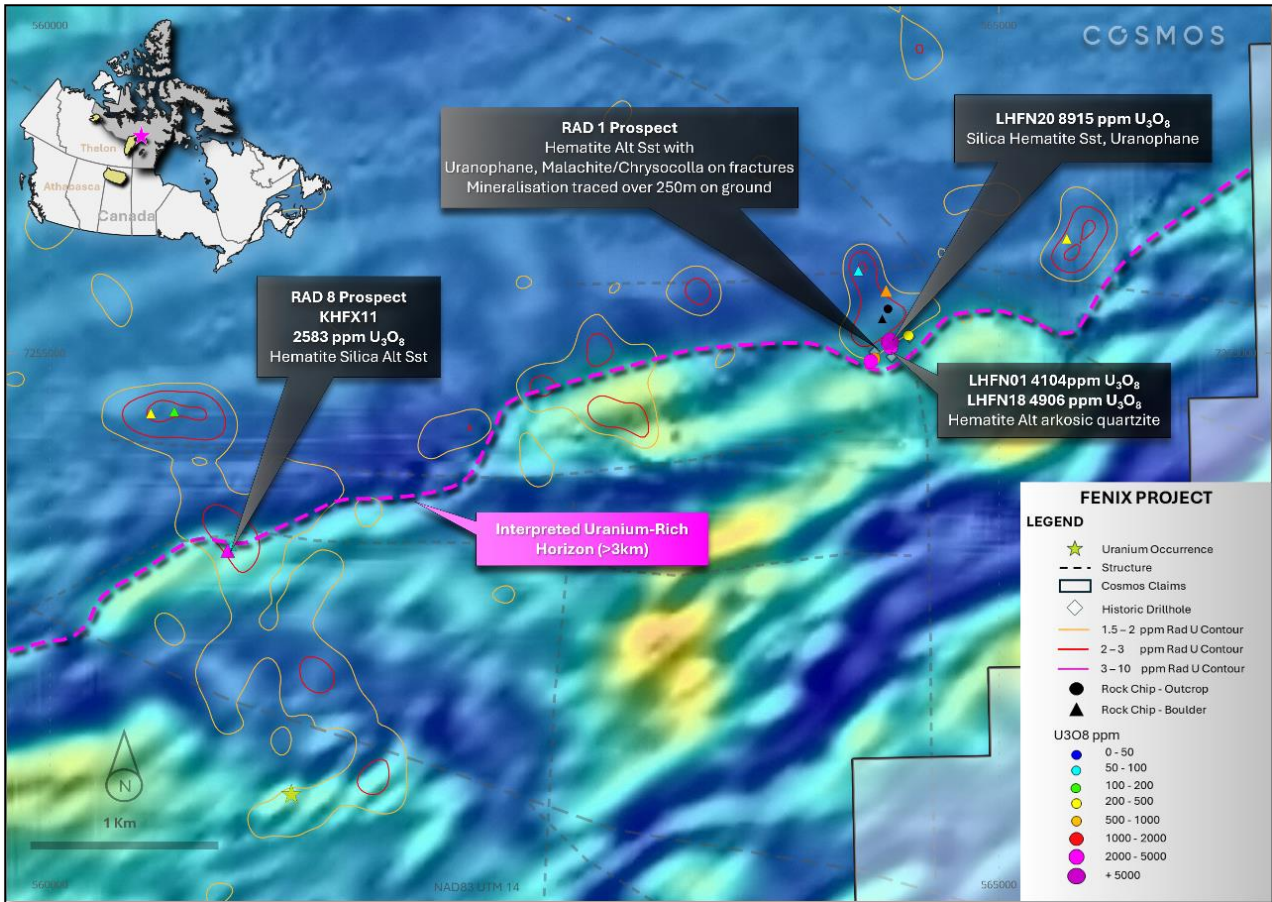 560000
565000
COSMOS
Thelon
Athabasca
Canada
RAD 1 Prospect
Hematite Alt Sst with
Uranophane, Malachite/Chrysocolla on fractures
Mineralisation traced over 250m on ground
LHFN20 8915 ppm U₃O₈
Silica Hematite Sst, Uranophane
RAD 8 Prospect
KHFX11
2583 ppm U₃O₈
Hematite Silica Alt Sst
7255000
7255000
LHFN01 4104ppm U₃O₈
LHFN18 4906 ppm U₃O₈
Hematite Alt arkosic quartzite
Interpreted Uranium-Rich
Horizon (>3km)
FENIX PROJECT
LEGEND
Uranium Occurrence
Structure
Cosmos Claims
Historic Drillhole
1.5 – 2 ppm Rad U Contour
2 – 3 ppm Rad U Contour
3 – 10 ppm Rad U Contour
Rock Chip - Outcrop
Rock Chip - Boulder
U3O8 ppm
0 - 50
50 - 100
100 - 200
200 - 500
500 - 1000
1000 - 2000
2000 - 5000
+ 5000
N
1 Km
560000
NAD83 UTM 14
565000